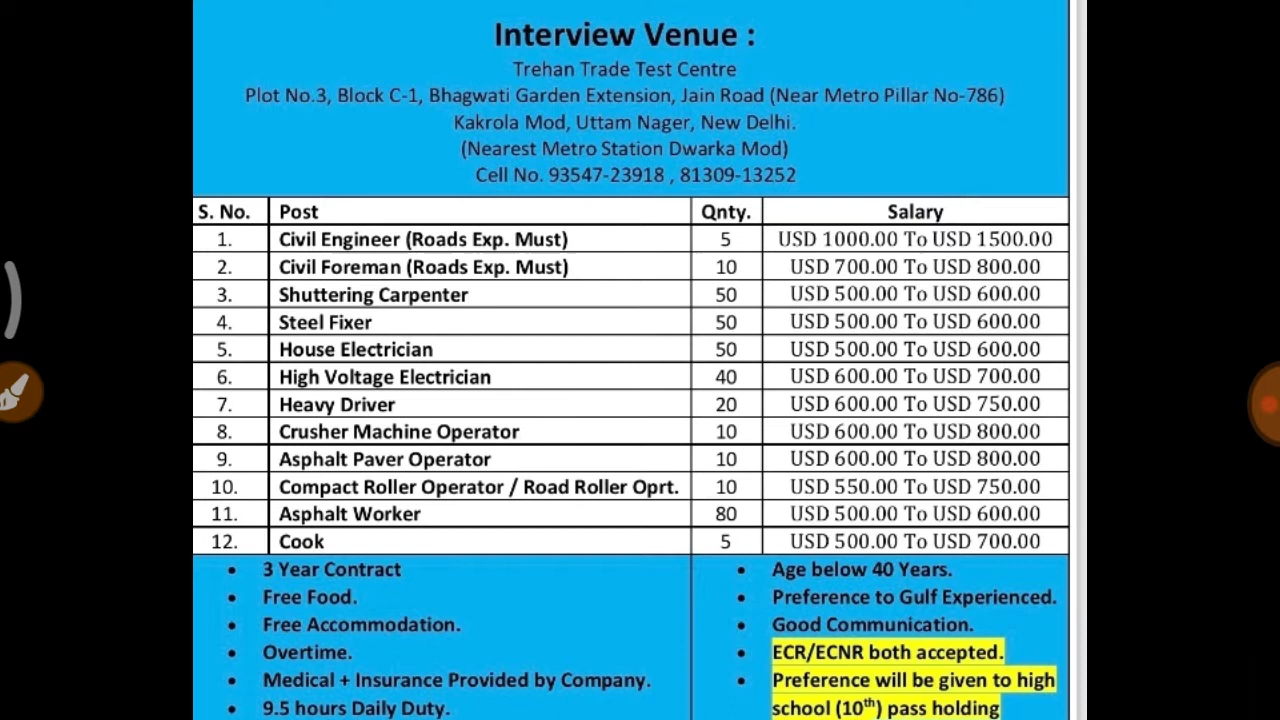 Interview Venue :
Trehan Trade Test Centre
Plot No.3, Block C-1, Bhagwati Garden Extension, Jain Road (Near Metro Pillar No-786)
Kakrola Mod, Uttam Nager, New Delhi.
(Nearest Metro Station Dwarka Mod)
Cell No. 93547-23918 , 81309-13252
S. No. Post Qnty. Salary
1. Civil Engineer (Roads Exp. Must) 5 USD 1000.00 To USD 1500.00
2. Civil Foreman (Roads Exp. Must) 10 USD 700.00 To USD 800.00
3. Shuttering Carpenter 50 USD 500.00 To USD 600.00
4. Steel Fixer 50 USD 500.00 To USD 600.00
5. House Electrician 50 USD 500.00 To USD 600.00
6. High Voltage Electrician 40 USD 600.00 To USD 700.00
7. Heavy Driver 20 USD 600.00 To USD 750.00
8. Crusher Machine Operator 10 USD 600.00 To USD 800.00
9. Asphalt Paver Operator 10 USD 600.00 To USD 800.00
10. Compact Roller Operator / Road Roller Oprt. 10 USD 550.00 To USD 750.00
11. Asphalt Worker 80 USD 500.00 To USD 600.00
12. Cook 5 USD 500.00 To USD 700.00
• 3 Year Contract
• Free Food.
• Free Accommodation.
• Overtime.
• Medical + Insurance Provided by Company.
• 9.5 hours Daily Duty.
• Age below 40 Years.
• Preference to Gulf Experienced.
• Good Communication.
• ECR/ECNR both accepted.
• Preference will be given to high
school (10th) pass holding